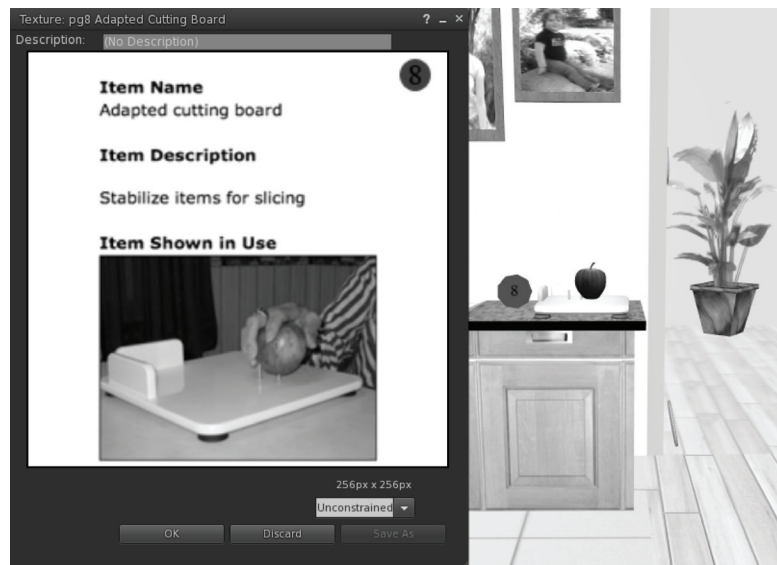 Texture: pg8 Adapted Cutting Board
? _ ×
Description: (No Description)
8
Item Name
Adapted cutting board
Item Description
Stabilize items for slicing
Item Shown in Use
8
256px x 256px
Unconstrained
OK Discard Save As